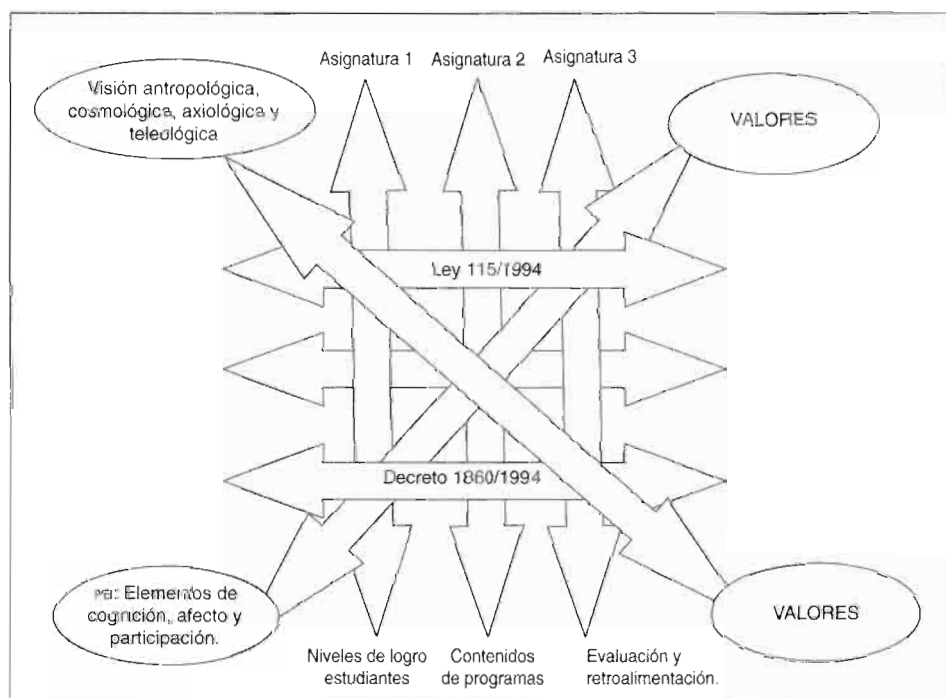 Asignatura 1 Asignatura 2 Asignatura 3
Visión antropológica,
cosmológica, axiológica y
teleológica
VALORES
Ley 115/1994
Decreto 1860/1994
Elementos de
cognición, afecto y
participación.
VALORES
Niveles de logro
estudiantes
Contenidos
de programas
Evaluación y
retroalimentación.